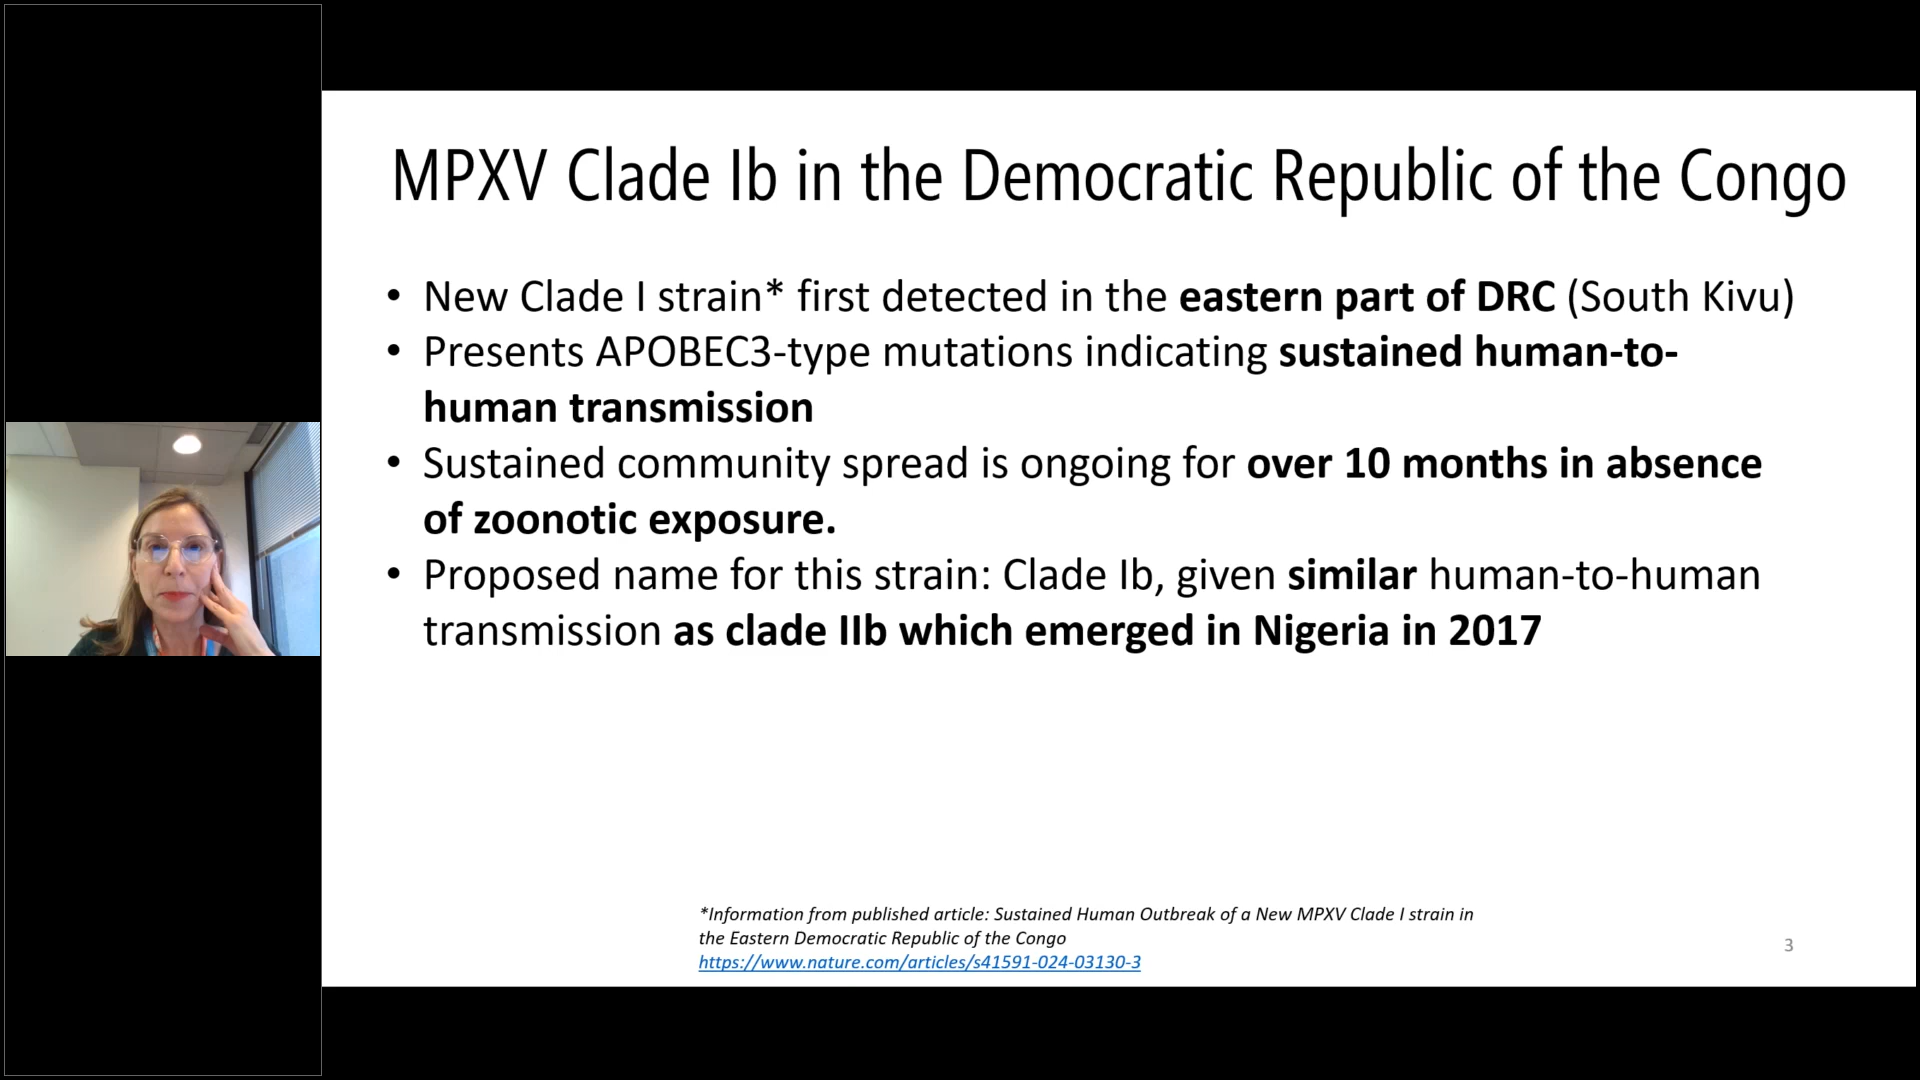 MPXV Clade Ib in the Democratic Republic of the Congo
• New Clade I strain* first detected in the eastern part of DRC (South Kivu)
• Presents APOBEC3-type mutations indicating sustained human-to-
human transmission
• Sustained community spread is ongoing for over 10 months in absence
of zoonotic exposure.
• Proposed name for this strain: Clade Ib, given similar human-to-human
transmission as clade IIb which emerged in Nigeria in 2017
*Information from published article: Sustained Human Outbreak of a New MPXV Clade I strain in
the Eastern Democratic Republic of the Congo
https://www.nature.com/articles/s41591-024-03130-3
3